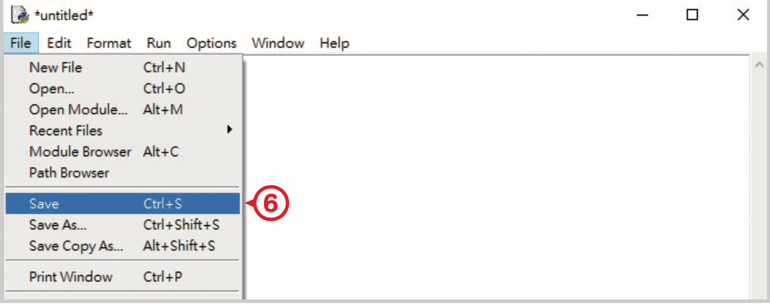 *untitled*
File Edit Format Run Options Window Help
New File Ctrl+N
Open... Ctrl+O
Open Module... Alt+M
Recent Files
Module Browser Alt+C
Path Browser
Save Ctrl+S
6
Save As... Ctrl+Shift+S
Save Copy As... Alt+Shift+S
Print Window Ctrl+P